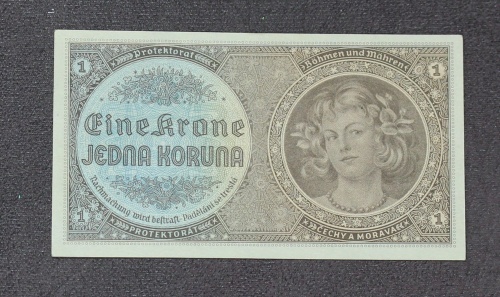 1 Protektorat Böhmen und Mähren 1
Eine Krone
JEDNA KORUNA
Nachmachung wird bestraft. Padělání se trestá
1 PROTEKTORÁT ČECHY A MORAVA 1